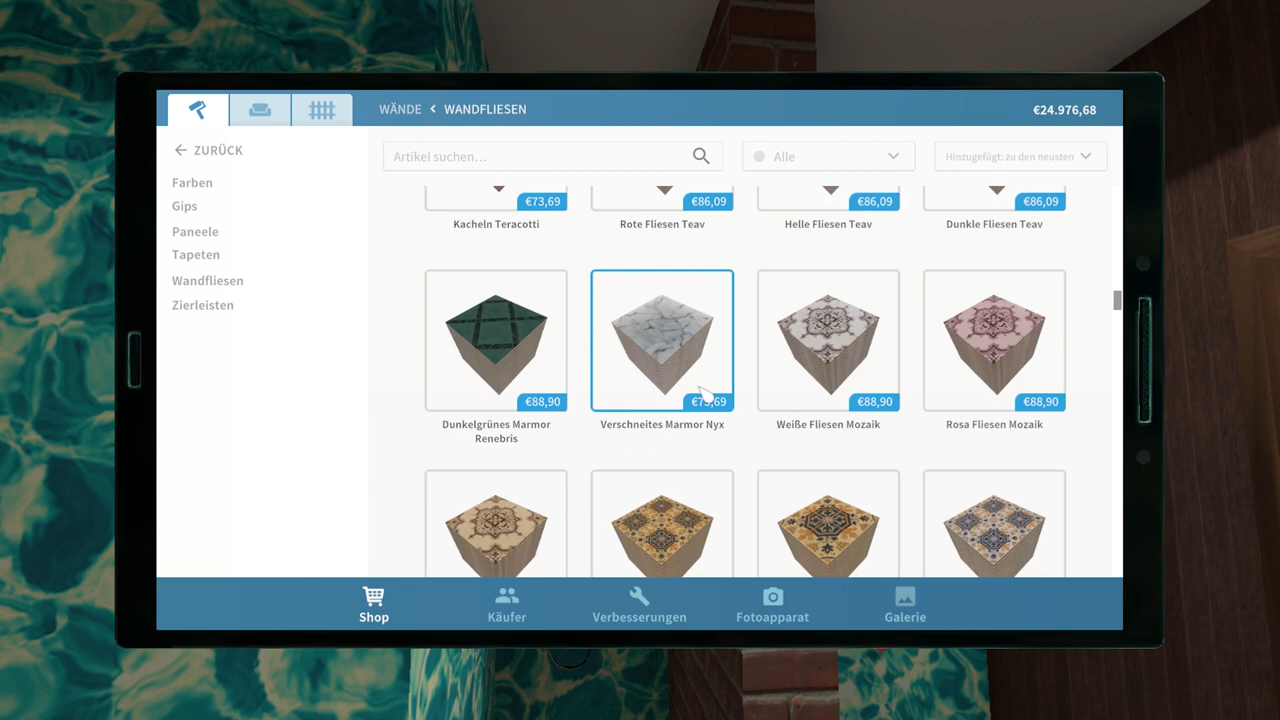 WÄNDE < WANDFLIESEN
€24.976,68
ZURÜCK
Farben
Gips
Paneele
Tapeten
Wandfliesen
Zierleisten
Artikel suchen...
Alle
Hinzugefügt: zu den neusten
€73,69
€86,09
€86,09
€86,09
Kacheln Teracotti
Rote Fliesen Teav
Helle Fliesen Teav
Dunkle Fliesen Teav
€88,90
€73,69
€88,90
€88,90
Dunkelgrünes Marmor
Renebris
Verschneites Marmor Nyx
Weiße Fliesen Mozaik
Rosa Fliesen Mozaik
Shop
Käufer
Verbesserungen
Fotoapparat
Galerie